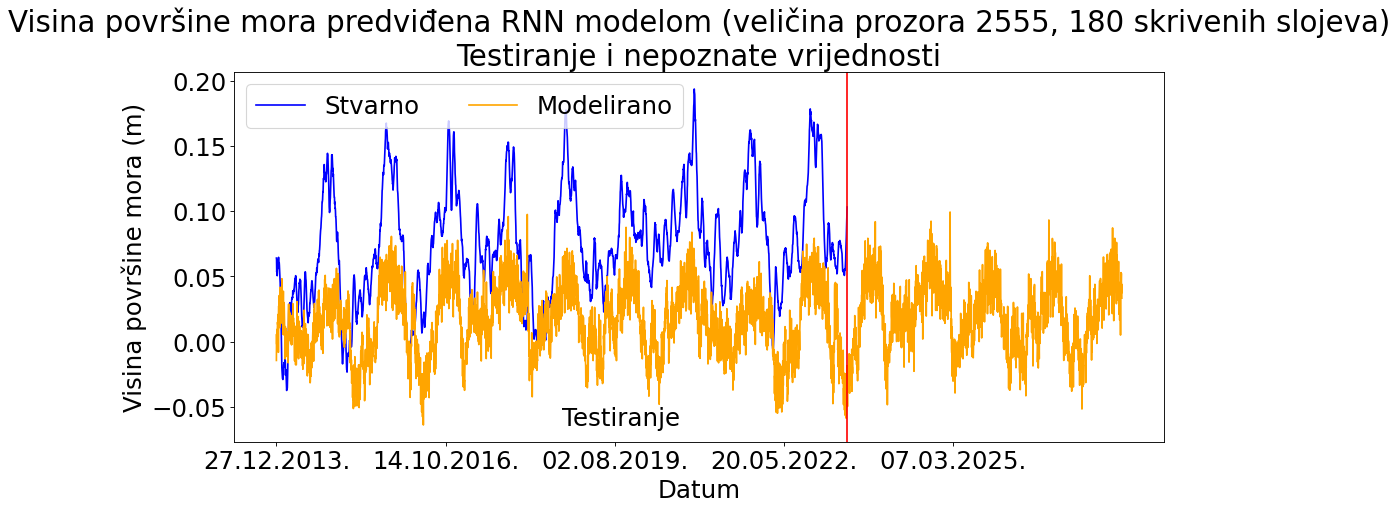 Visina površine mora predviđena RNN modelom (veličina prozora 2555, 180 skrivenih slojeva)
Testiranje i nepoznate vrijednosti
Stvarno
Modelirano
Visina površine mora (m)
0.20
0.15
0.10
0.05
0.00
−0.05
Testiranje
27.12.2013.
14.10.2016.
02.08.2019.
20.05.2022.
07.03.2025.
Datum